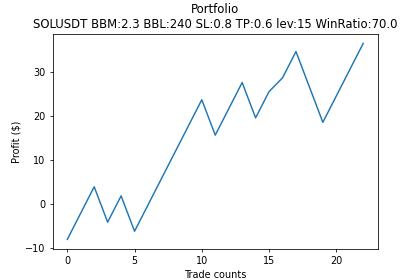 Portfolio
SOLUSDT BBM:2.3 BBL:240 SL:0.8 TP:0.6 lev:15 WinRatio:70.0
Profit ($)
30
20
10
0
−10
0
5
10
15
20
Trade counts